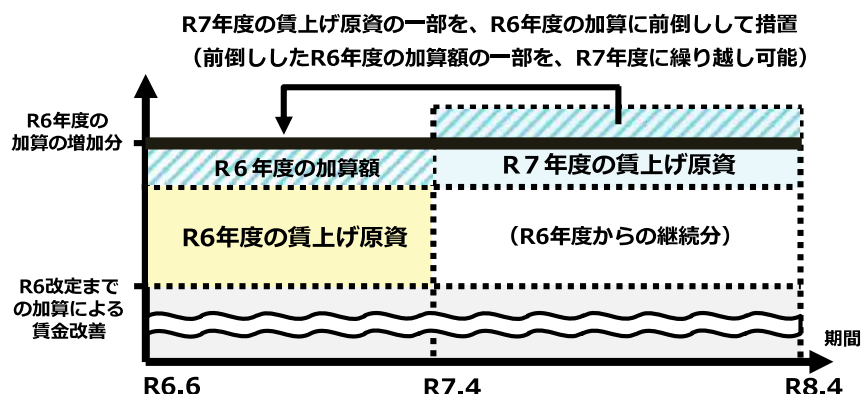 R7年度の賃上げ原資の一部を、R6年度の加算に前倒しして措置
（前倒ししたR6年度の加算額の一部を、R7年度に繰り越し可能）
R6年度の
加算の増加分
R６年度の加算額
R７年度の賃上げ原資
R6年度の賃上げ原資
（R6年度からの継続分）
R6改定まで
の加算による
賃金改善
期間
R6.6
R7.4
R8.4